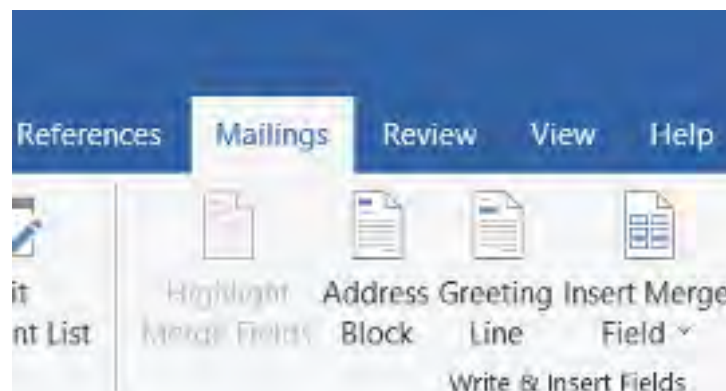 References Mailings Review View Help
it Highlight Address Greeting Insert Merge
nt List Merge Fields Block Line Field
Write & Insert Fields